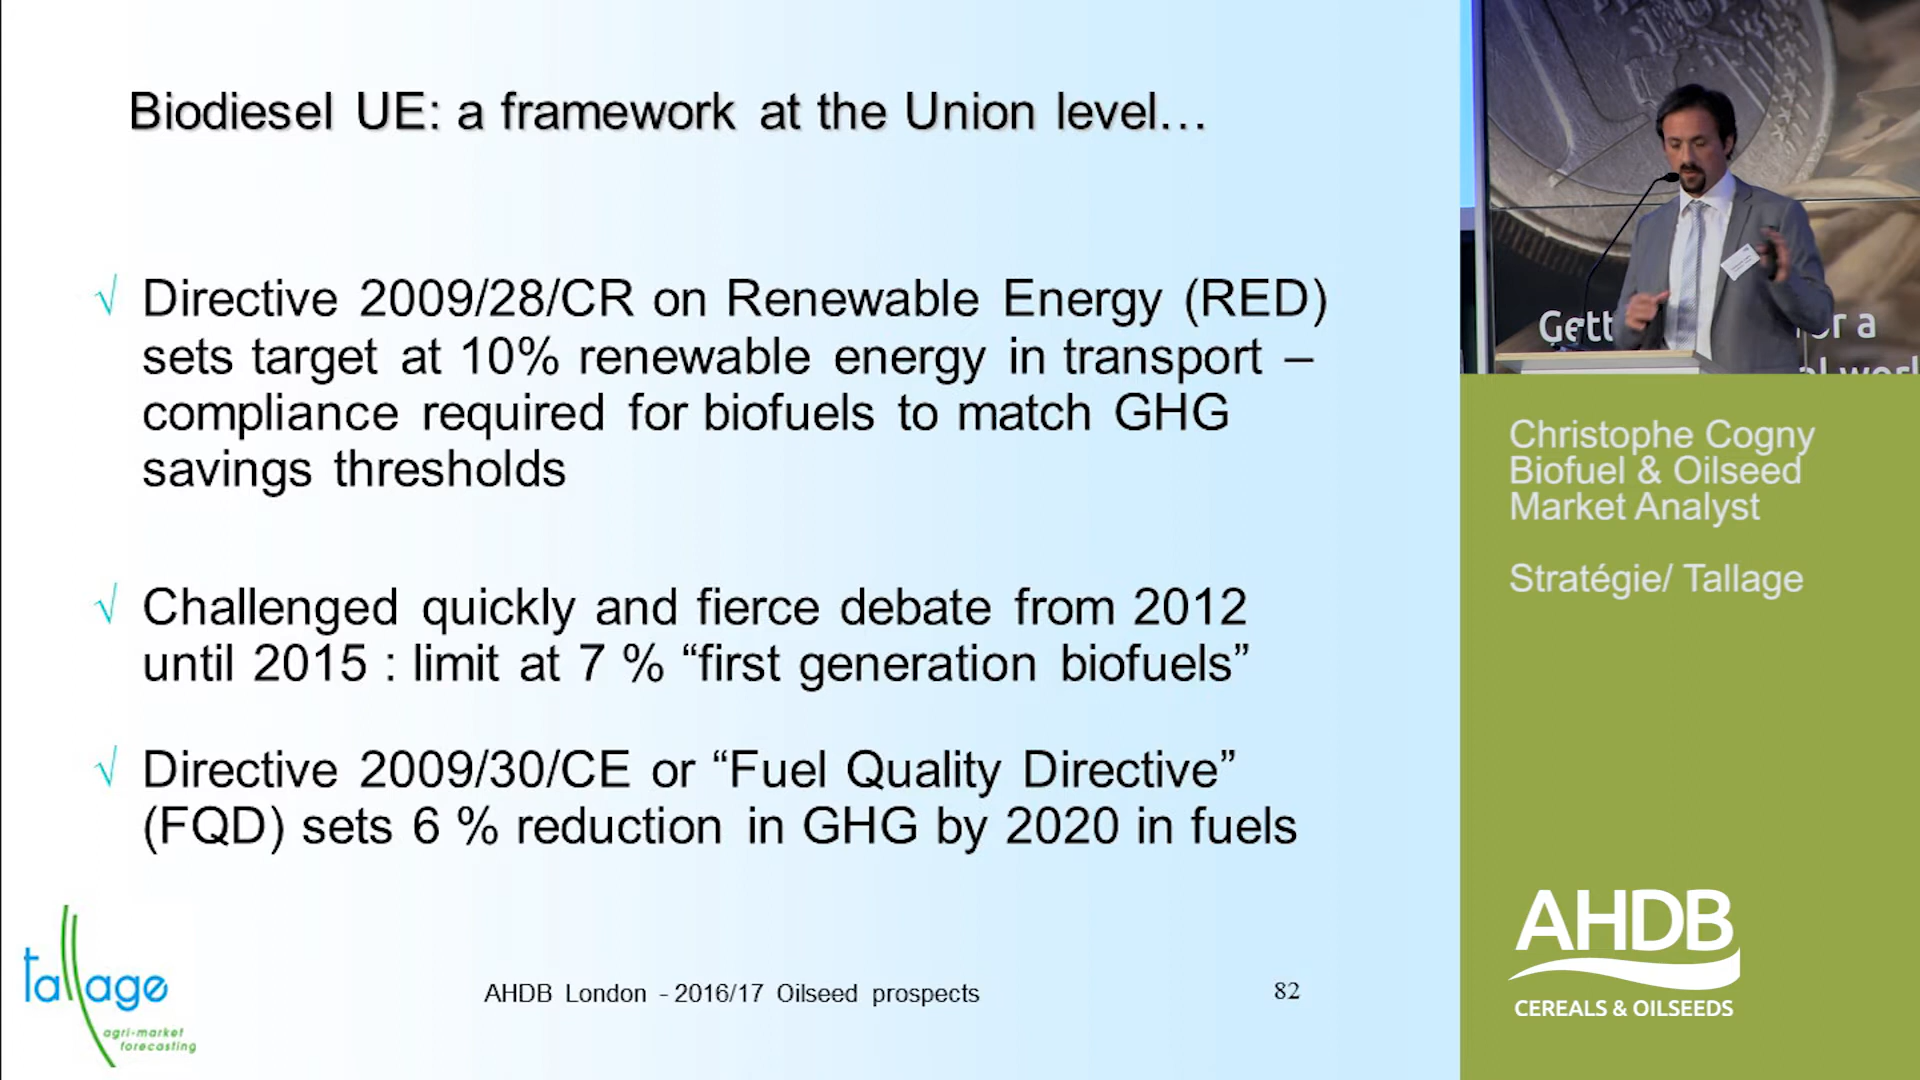 Biodiesel UE: a framework at the Union level…
√ Directive 2009/28/CR on Renewable Energy (RED)
sets target at 10% renewable energy in transport –
compliance required for biofuels to match GHG
savings thresholds
√ Challenged quickly and fierce debate from 2012
until 2015 : limit at 7 % “first generation biofuels”
√ Directive 2009/30/CE or “Fuel Quality Directive”
(FQD) sets 6 % reduction in GHG by 2020 in fuels
tallage
agri-market
forecasting
AHDB London - 2016/17 Oilseed prospects
82
Gett r a
Christophe Cogny
Biofuel & Oilseed
Market Analyst
Stratégie/ Tallage
AHDB
CEREALS & OILSEEDS